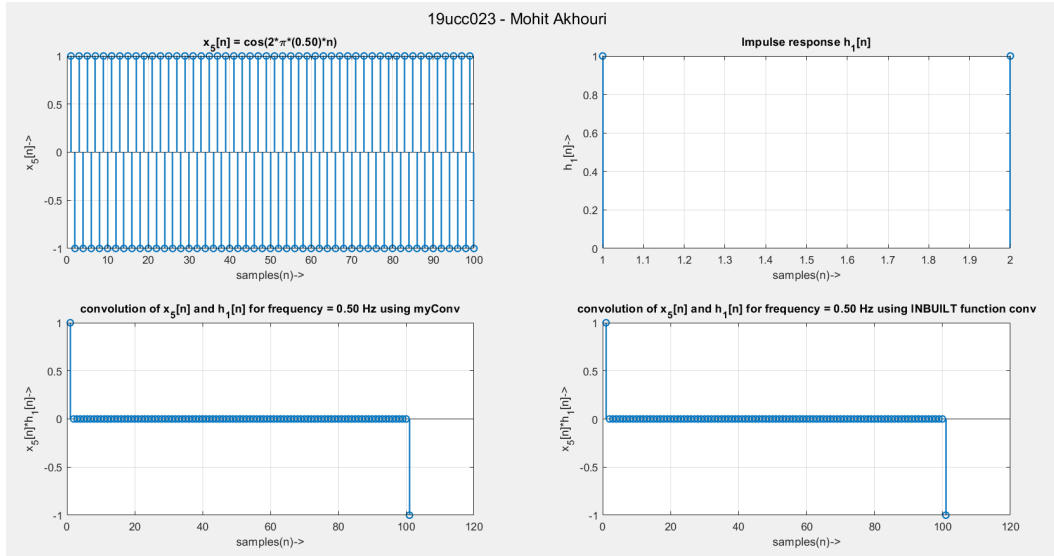 19ucc023 - Mohit Akhouri
x5[n] = cos(2*π*(0.50)*n)
1
0.5
0
-0.5
-1
x5[n]->
0 10 20 30 40 50 60 70 80 90 100
samples(n)->
Impulse response h1[n]
1
0.8
0.6
0.4
0.2
0
h1[n]->
1 1.1 1.2 1.3 1.4 1.5 1.6 1.7 1.8 1.9 2
samples(n)->
convolution of x5[n] and h1[n] for frequency = 0.50 Hz using myConv
1
0.5
0
-0.5
-1
x5[n]*h1[n]->
0 20 40 60 80 100 120
samples(n)->
convolution of x5[n] and h1[n] for frequency = 0.50 Hz using INBUILT function conv
1
0.5
0
-0.5
-1
x5[n]*h1[n]->
0 20 40 60 80 100 120
samples(n)->